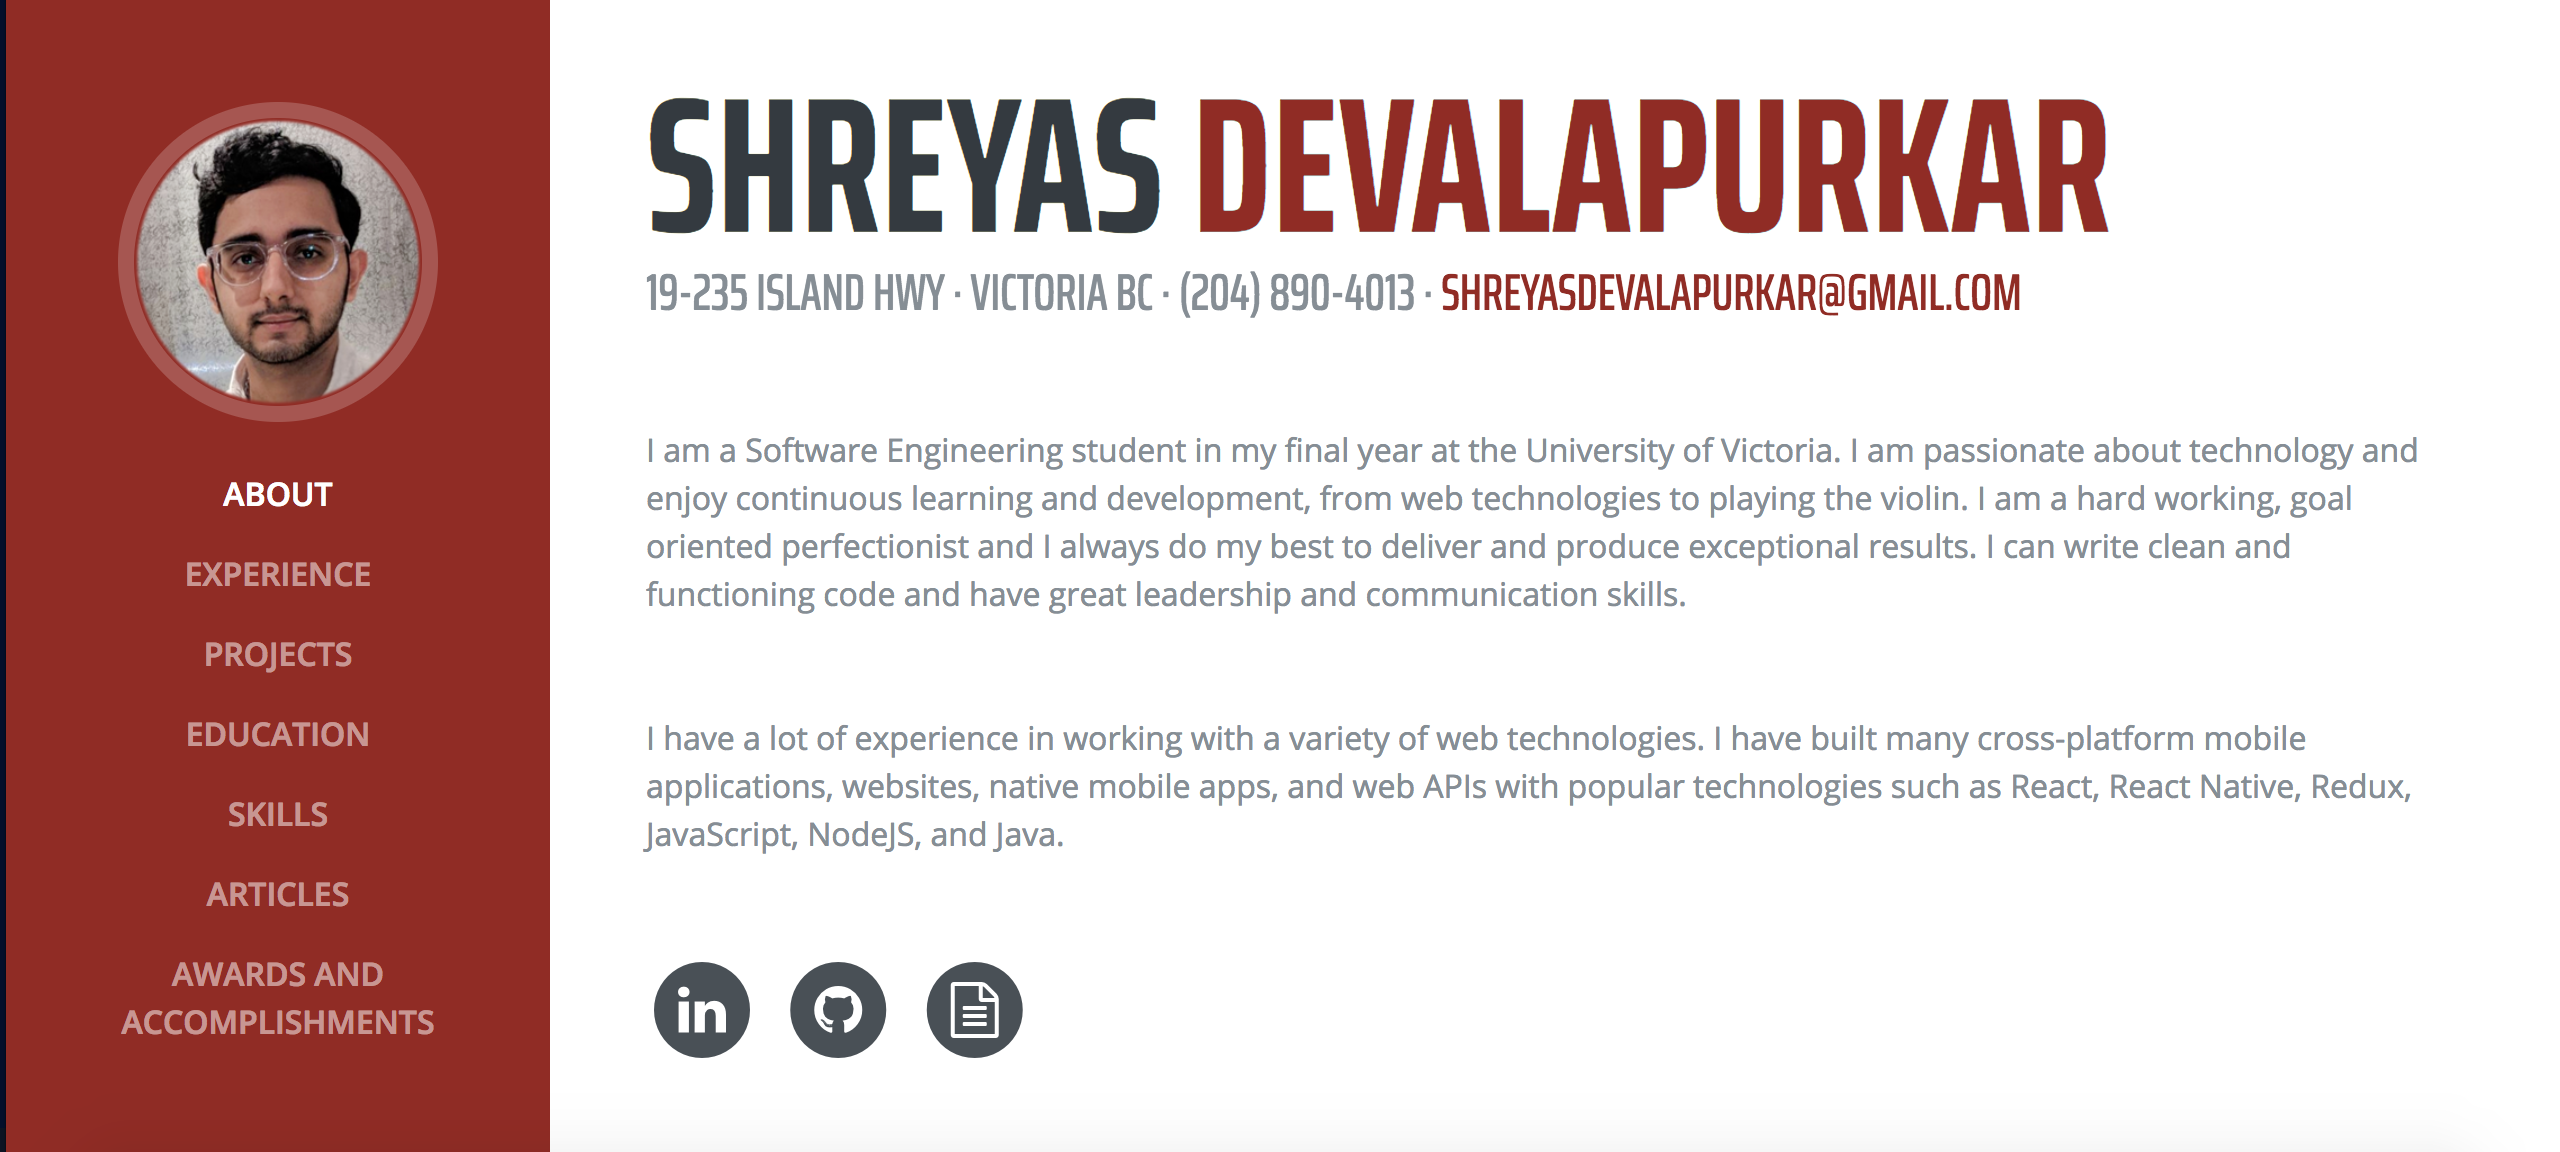 ABOUT
EXPERIENCE
PROJECTS
EDUCATION
SKILLS
ARTICLES
AWARDS AND
ACCOMPLISHMENTS
SHREYAS DEVALAPURKAR
19-235 ISLAND HWY · VICTORIA BC · (204) 890-4013 · SHREYASDEVALAPURKAR@GMAIL.COM
I am a Software Engineering student in my final year at the University of Victoria. I am passionate about technology and
enjoy continuous learning and development, from web technologies to playing the violin. I am a hard working, goal
oriented perfectionist and I always do my best to deliver and produce exceptional results. I can write clean and
functioning code and have great leadership and communication skills.
I have a lot of experience in working with a variety of web technologies. I have built many cross-platform mobile
applications, websites, native mobile apps, and web APIs with popular technologies such as React, React Native, Redux,
JavaScript, NodeJS, and Java.
in